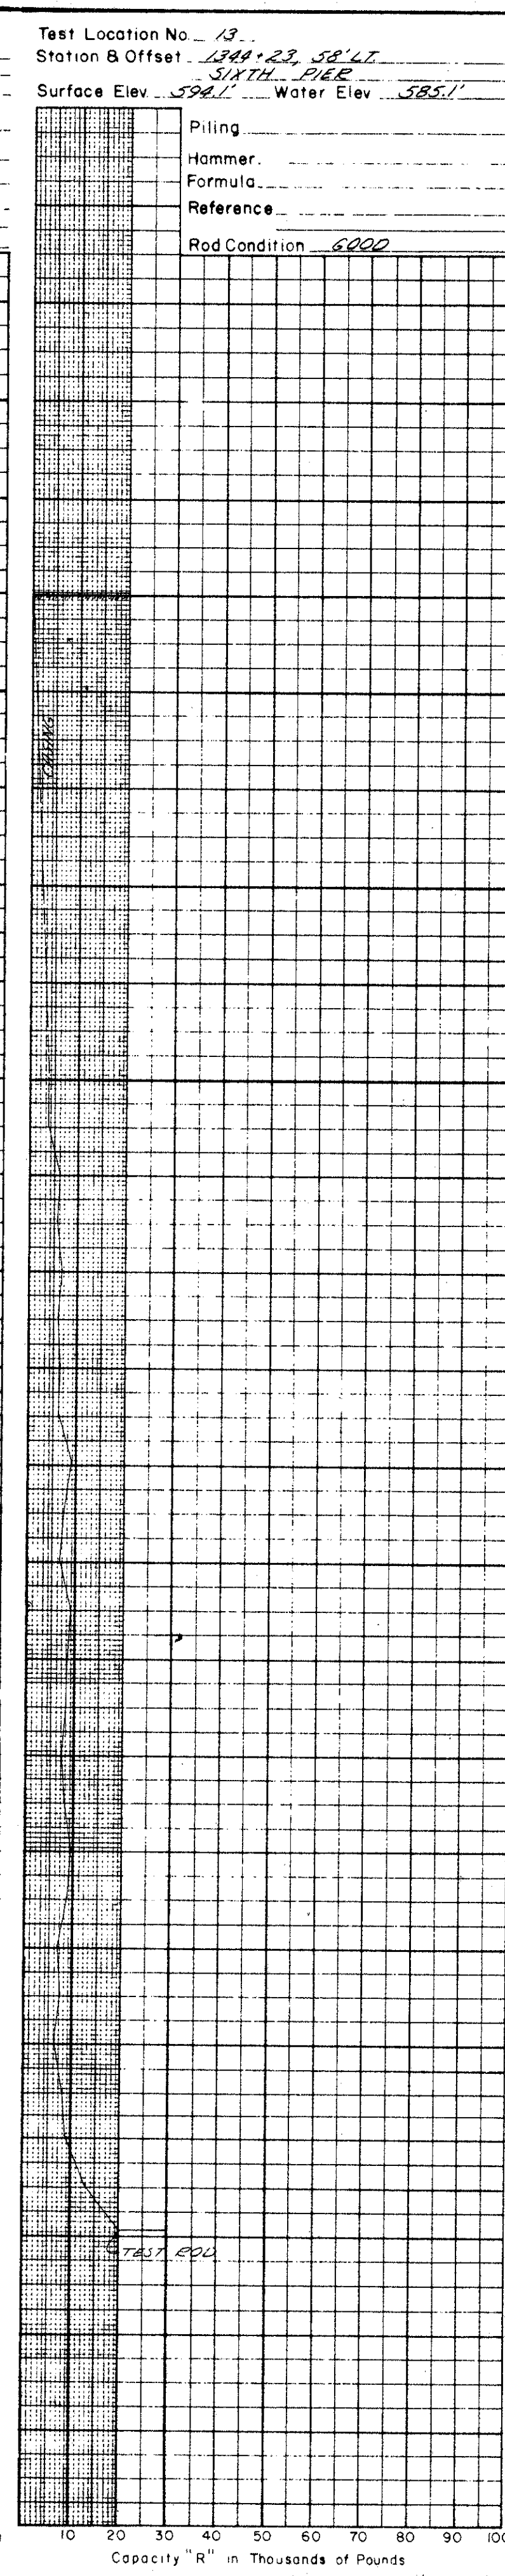 Test Location No. 13
Station & Offset 1344+23, 58' LT.
SIXTH PIER
Surface Elev. 594.1' Water Elev 585.1'
Piling
Hammer.
Formula
Reference
Rod Condition GOOD
CASING
TEST ROD
10 20 30 40 50 60 70 80 90 100
Capacity "R" in Thousands of Pounds